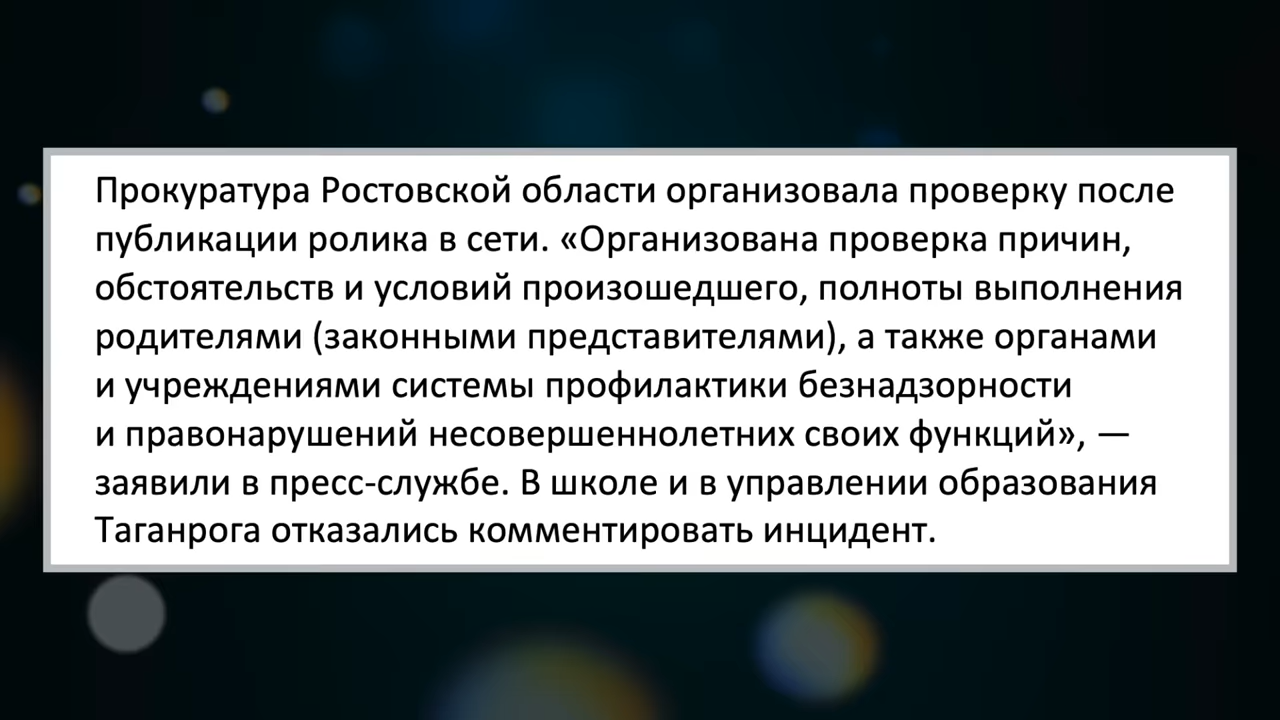 Прокуратура Ростовской области организовала проверку после
публикации ролика в сети. «Организована проверка причин,
обстоятельств и условий произошедшего, полноты выполнения
родителями (законными представителями), а также органами
и учреждениями системы профилактики безнадзорности
и правонарушений несовершеннолетних своих функций», —
заявили в пресс-службе. В школе и в управлении образования
Таганрога отказались комментировать инцидент.